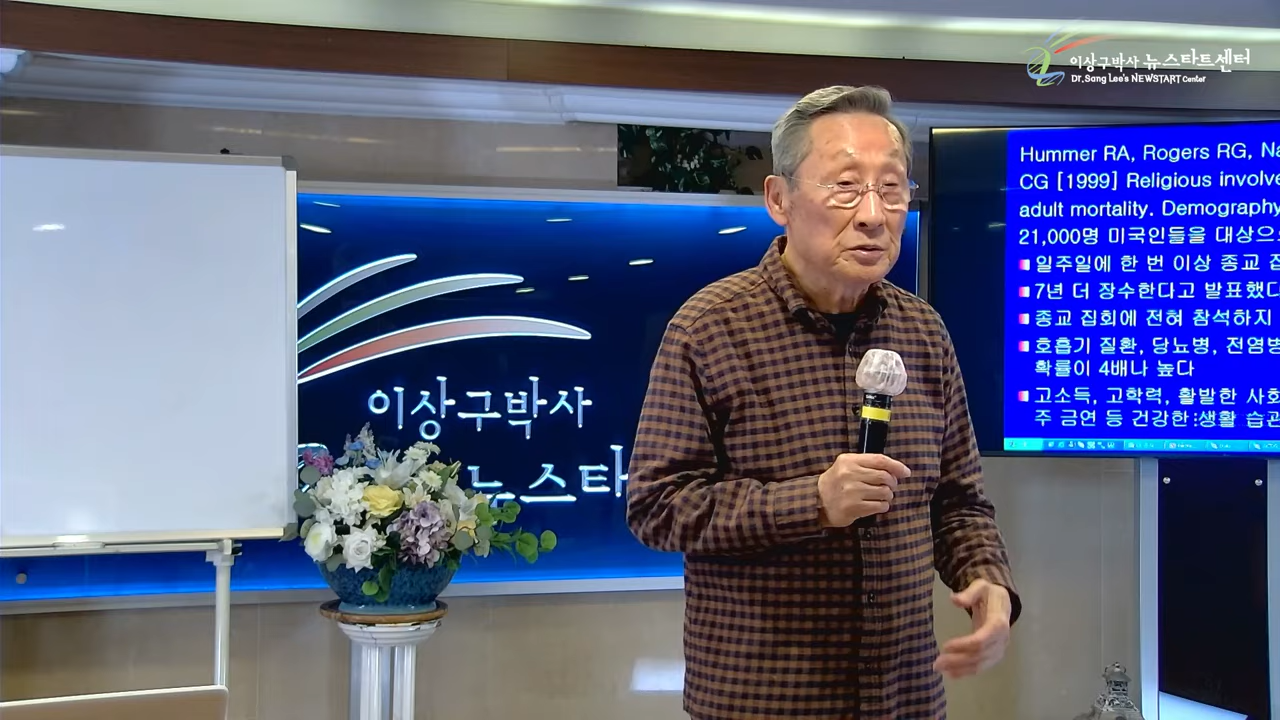 이상구박사 뉴스타트센터
Dr. Sang Lee's NEWSTART Center
이상구박사
뉴스타
Hummer RA, Rogers RG, Na
CG [1999] Religious involve
adult mortality. Demography
21,000명 미국인들을 대상으
일주일에 한 번 이상 종교 집
7년 더 장수한다고 발표했다
종교 집회에 전혀 참석하지
호흡기 질환, 당뇨병, 전염병
확률이 4배나 높다
고소득, 고학력, 활발한 사회
주 금연 등 건강한 :생활 습관